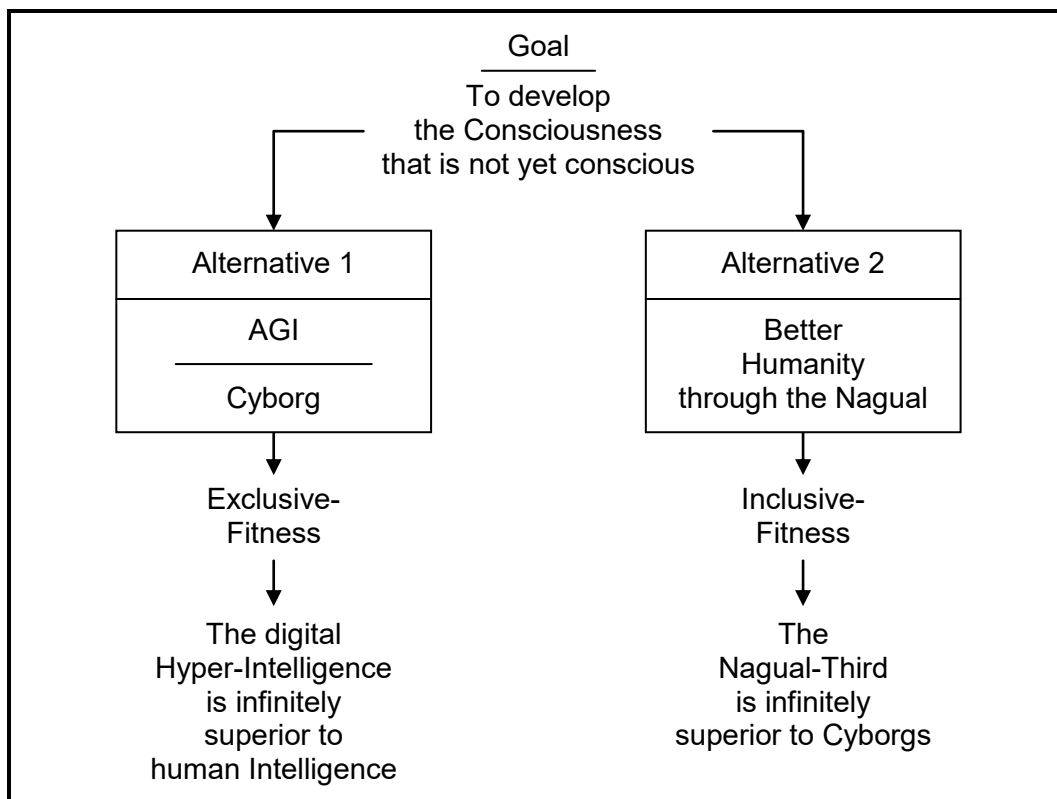 Goal
To develop
the Consciousness
that is not yet conscious
Alternative 1
AGI
Cyborg
Exclusive-
Fitness
The digital
Hyper-Intelligence
is infinitely
superior to
human Intelligence
Alternative 2
Better
Humanity
through the Nagual
Inclusive-
Fitness
The
Nagual-Third
is infinitely
superior to Cyborgs